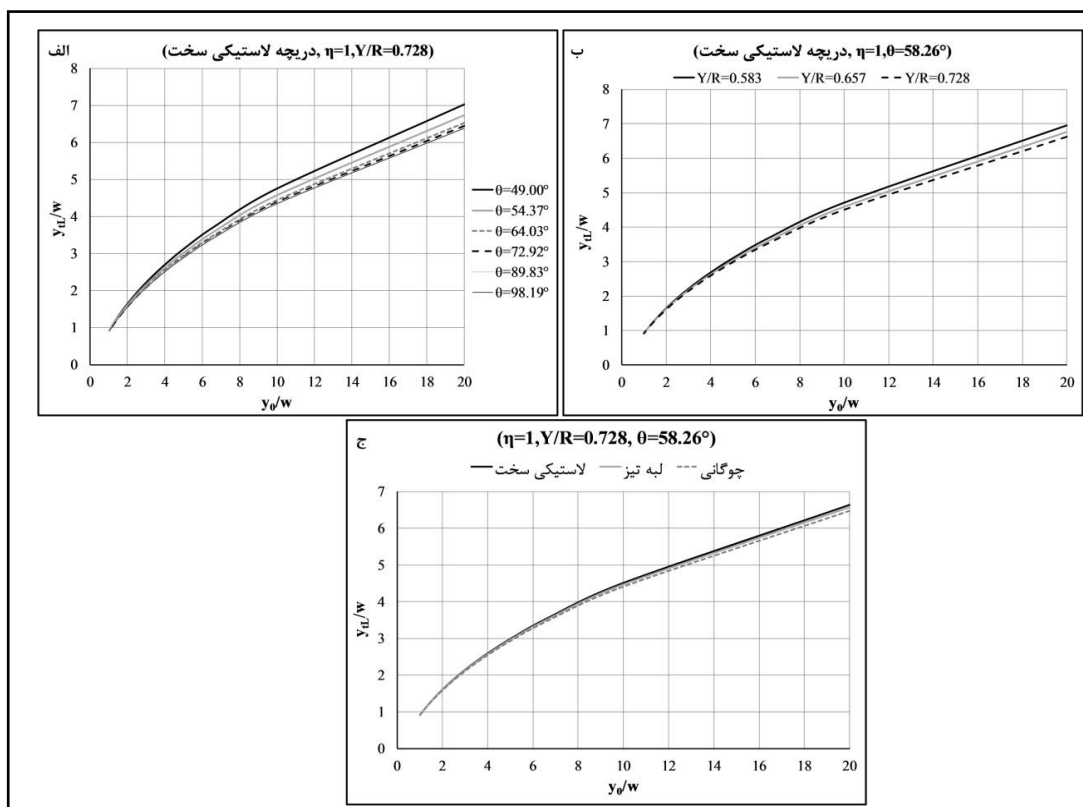 الف
(دریچه لاستیکی سخت, η=1,Y/R=0.728)
8
7
6
5
4
3
2
1
0
y_tL/w
0 2 4 6 8 10 12 14 16 18 20
y₀/w
θ=49.00°
θ=54.37°
θ=64.03°
θ=72.92°
θ=89.83°
θ=98.19°
ب
(دریچه لاستیکی سخت, η=1,θ=58.26°)
Y/R=0.583 Y/R=0.657 Y/R=0.728
8
7
6
5
4
3
2
1
0
y_tL/w
0 2 4 6 8 10 12 14 16 18 20
y₀/w
ج
(η=1,Y/R=0.728, θ=58.26°)
لاستیکی سخت لبه تیز چوگانی
7
6
5
4
3
2
1
0
y_tL/w
0 2 4 6 8 10 12 14 16 18 20
y₀/w